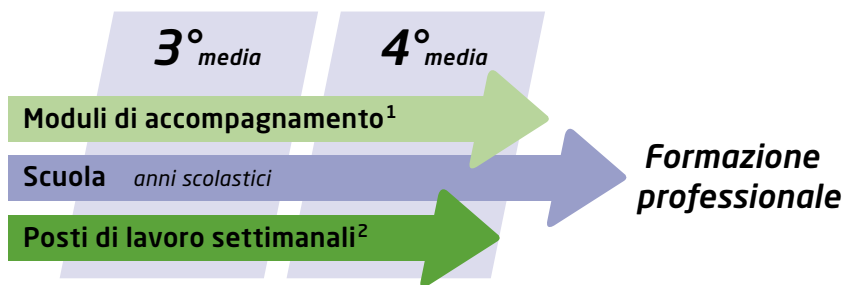 3° media
4° media
Moduli di accompagnamento¹
Scuola anni scolastici
Posti di lavoro settimanali²
Formazione
professionale